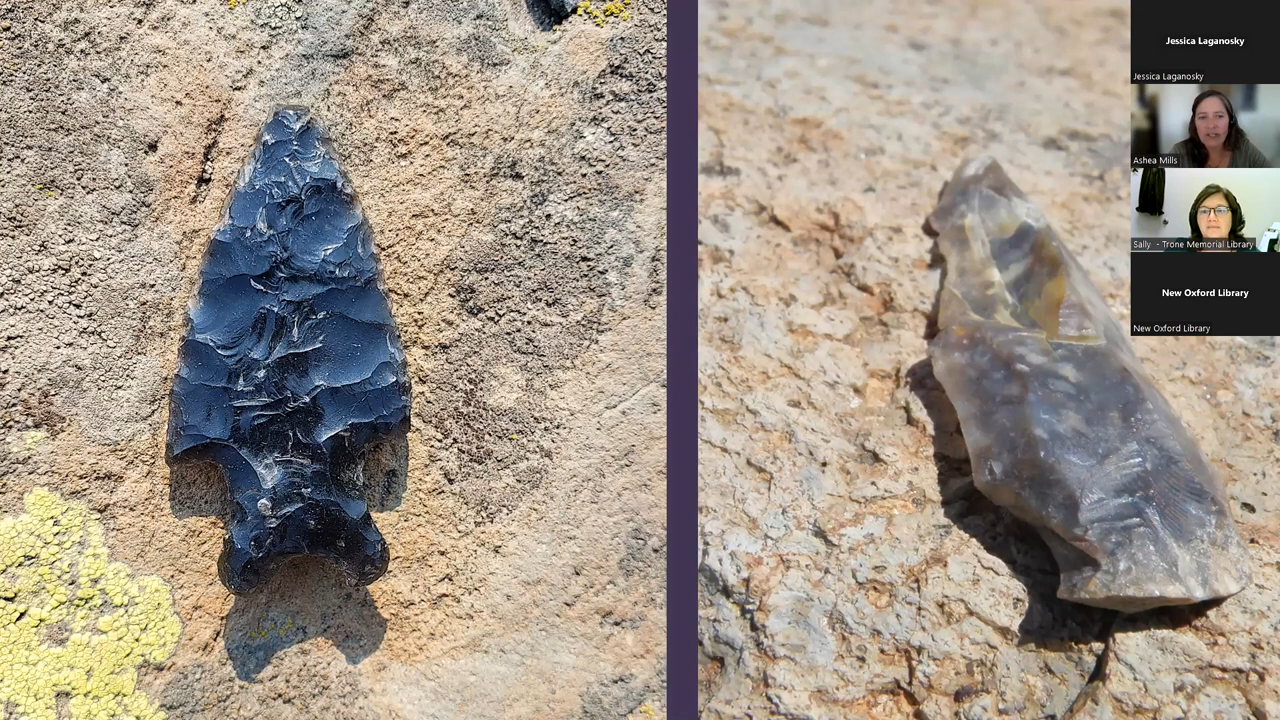 Jessica Laganosky
Jessica Laganosky
Ashea Mills
Sally - Trone Memorial Library
New Oxford Library
New Oxford Library